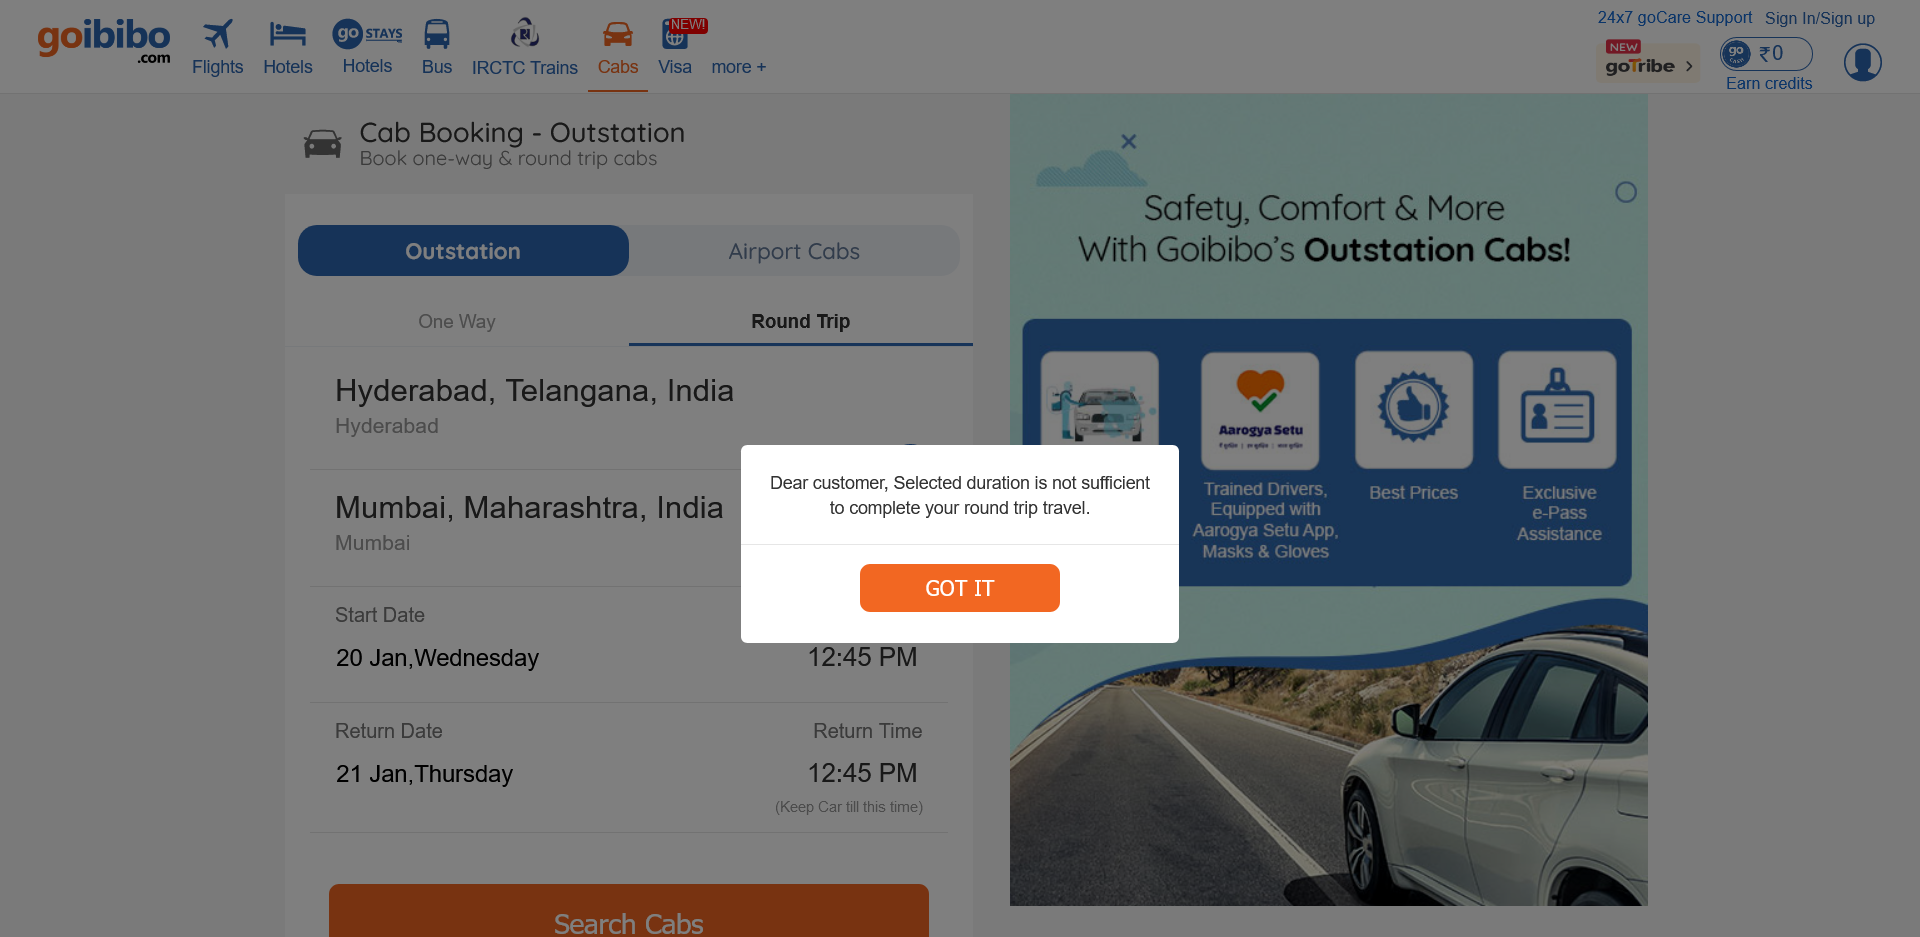 goibibo
.com
Flights
Hotels
go STAYS
Hotels
Bus
IRCTC Trains
Cabs
NEW!
Visa
more +
24x7 goCare Support
Sign In/Sign up
NEW
goTribe
go
cash
₹0
Earn credits
Cab Booking - Outstation
Book one-way & round trip cabs
Outstation
Airport Cabs
One Way
Round Trip
Hyderabad, Telangana, India
Hyderabad
Mumbai, Maharashtra, India
Mumbai
Start Date
20 Jan,Wednesday
12:45 PM
Return Date
Return Time
21 Jan,Thursday
12:45 PM
(Keep Car till this time)
Search Cabs
Dear customer, Selected duration is not sufficient
to complete your round trip travel.
GOT IT
Safety, Comfort & More
With Goibibo's Outstation Cabs!
Aarogya Setu
Trained Drivers,
Equipped with
Aarogya Setu App,
Masks & Gloves
Best Prices
Exclusive
e-Pass
Assistance